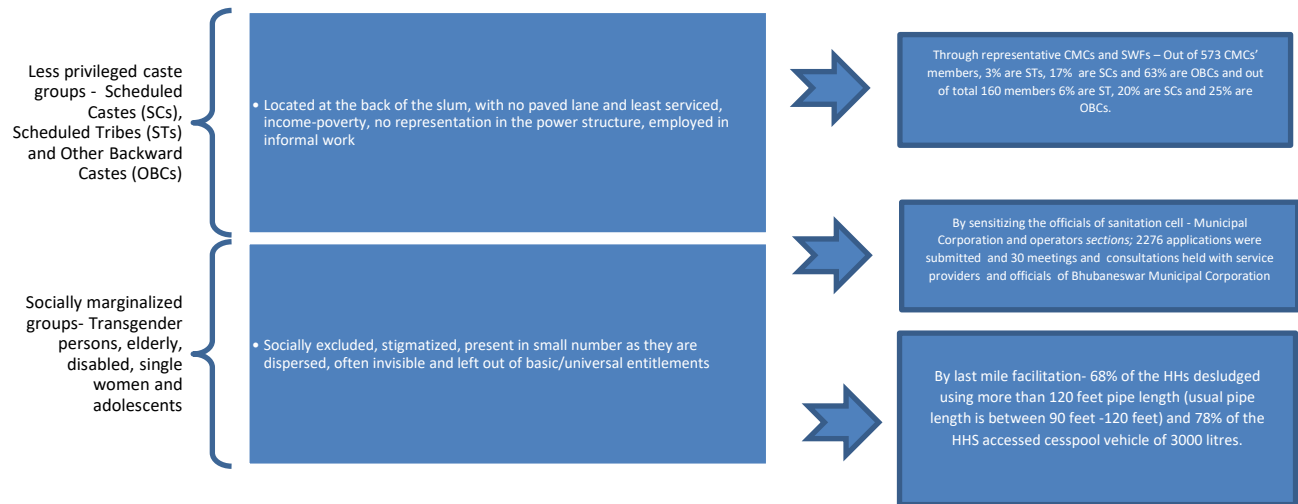 Less privileged caste
groups - Scheduled
Castes (SCs),
Scheduled Tribes (STs)
and Other Backward
Castes (OBCs)
• Located at the back of the slum, with no paved lane and least serviced,
income-poverty, no representation in the power structure, employed in
informal work
Through representative CMCs and SWFs – Out of 573 CMCs'
members, 3% are STs, 17% are SCs and 63% are OBCs and out
of total 160 members 6% are ST, 20% are SCs and 25% are
OBCs.
By sensitizing the officials of sanitation cell - Municipal
Corporation and operators sections; 2276 applications were
submitted and 30 meetings and consultations held with service
providers and officials of Bhubaneswar Municipal Corporation
Socially marginalized
groups- Transgender
persons, elderly,
disabled, single
women and
adolescents
• Socially excluded, stigmatized, present in small number as they are
dispersed, often invisible and left out of basic/universal entitlements
By last mile facilitation- 68% of the HHs desludged
using more than 120 feet pipe length (usual pipe
length is between 90 feet -120 feet) and 78% of the
HHS accessed cesspool vehicle of 3000 litres.